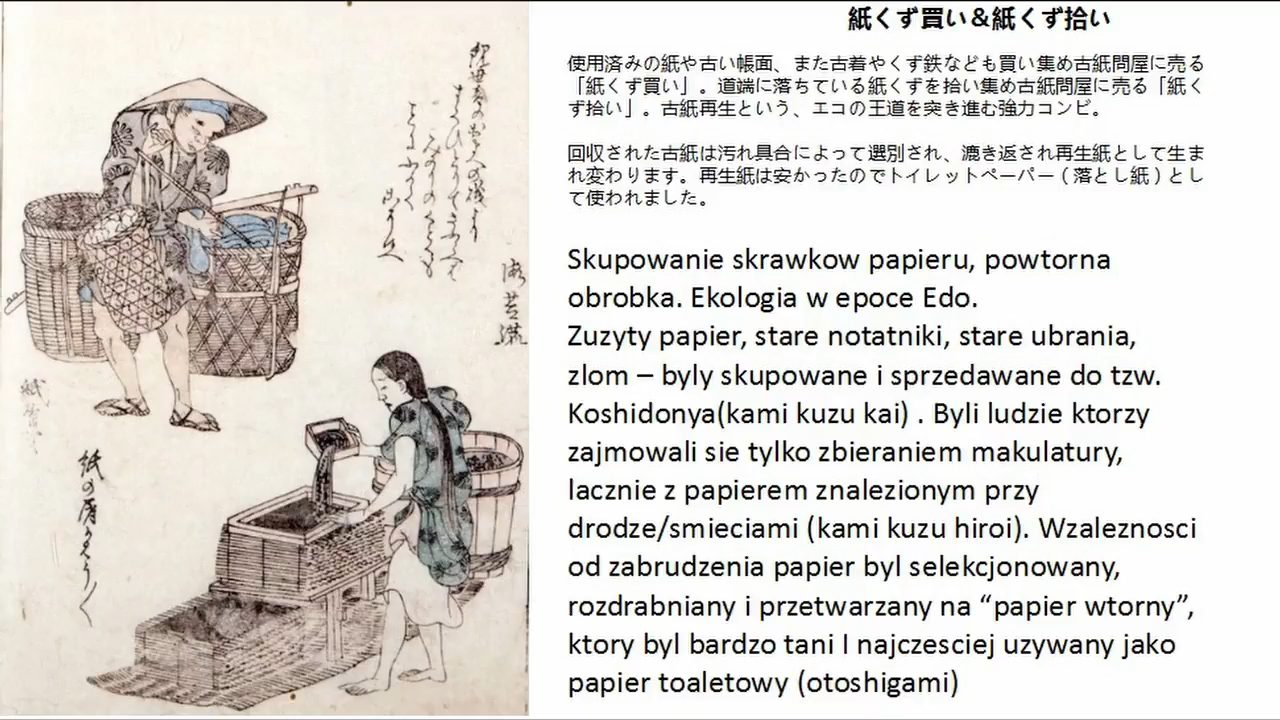 紙くず買い＆紙くず拾い
使用済みの紙や古い帳面、また古着やくず鉄なども買い集め古紙問屋に売る
「紙くず買い」。道端に落ちている紙くずを拾い集め古紙問屋に売る「紙く
ず拾い」。古紙再生という、エコの王道を突き進む強力コンビ。
回収された古紙は汚れ具合によって選別され、漉き返され再生紙として生ま
れ変わります。再生紙は安かったのでトイレットペーパー（落とし紙）とし
て使われました。
Skupowanie skrawkow papieru, powtorna
obrobka. Ekologia w epoce Edo.
Zuzyty papier, stare notatniki, stare ubrania,
zlom – byly skupowane i sprzedawane do tzw.
Koshidonya(kami kuzu kai) . Byli ludzie ktorzy
zajmowali sie tylko zbieraniem makulatury,
lacznie z papierem znalezionym przy
drodze/smieciami (kami kuzu hiroi). Wzaleznosci
od zabrudzenia papier byl selekcjonowany,
rozdrabniany i przetwarzany na “papier wtorny”,
ktory byl bardzo tani I najczesciej uzywany jako
papier toaletowy (otoshigami)